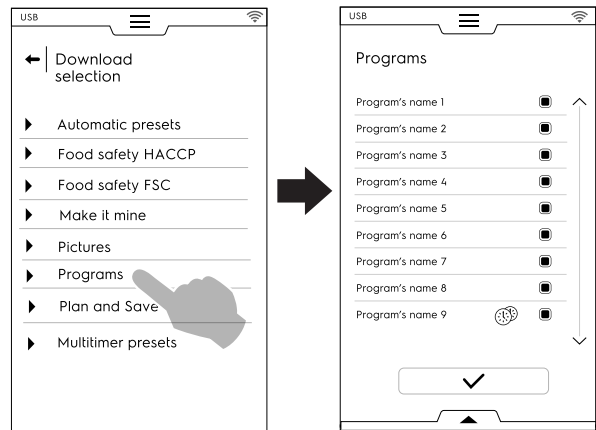 USB
Download
selection
Automatic presets
Food safety HACCP
Food safety FSC
Make it mine
Pictures
Programs
Plan and Save
Multitimer presets
USB
Programs
Program's name 1
Program's name 2
Program's name 3
Program's name 4
Program's name 5
Program's name 6
Program's name 7
Program's name 8
Program's name 9